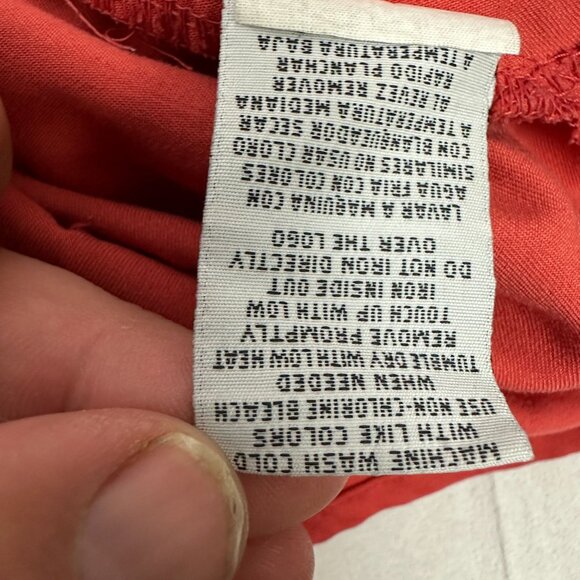 MACHINE WASH COLD
WITH LIKE COLORS
USE NON-CHLORINE BLEACH
WHEN NEEDED
TUMBLE DRY WITH LOW HEAT
REMOVE PROMPTLY
TOUCH UP WITH LOW
IRON INSIDE OUT
DO NOT IRON DIRECTLY
OVER THE LOGO
LAVAR A MAQUINA CON
AGUA FRIA CON COLORES
SIMILARES NO USAR CLORO
CON BLANQUEADOR SECAR
A TEMPERATURA MEDIANA
AL REVEZ REMOVER
RAPIDO PLANCHAR
A TEMPERATURA BAJA